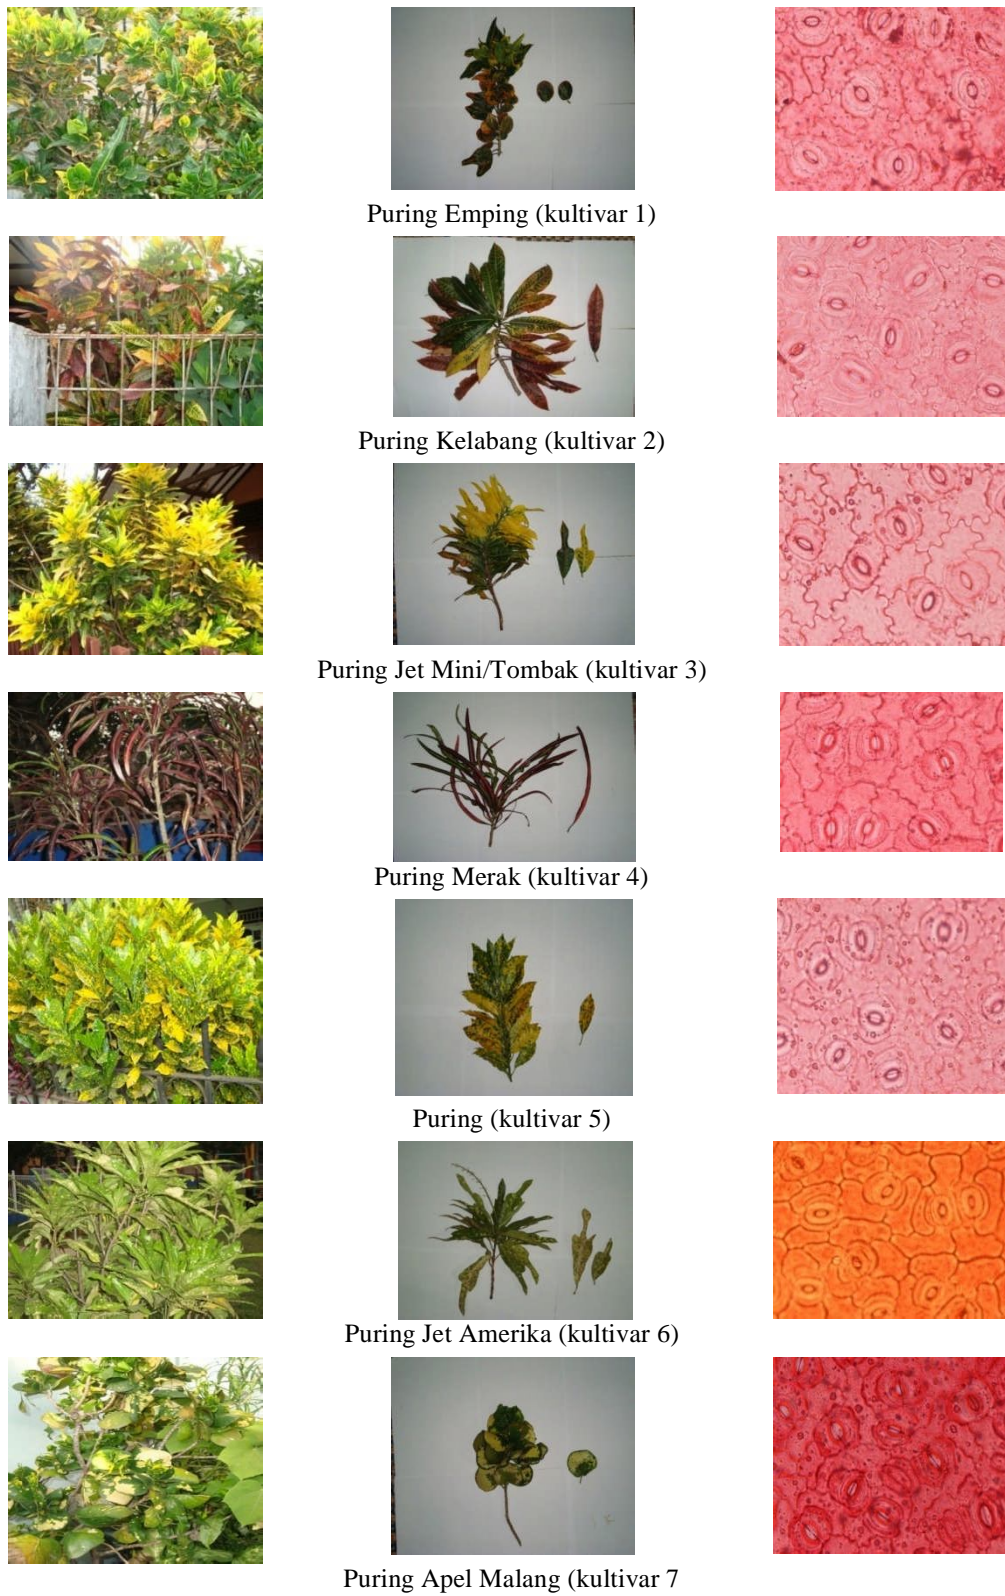 Puring Emping (kultivar 1)
Puring Kelabang (kultivar 2)
Puring Jet Mini/Tombak (kultivar 3)
Puring Merak (kultivar 4)
Puring (kultivar 5)
Puring Jet Amerika (kultivar 6)
Puring Apel Malang (kultivar 7